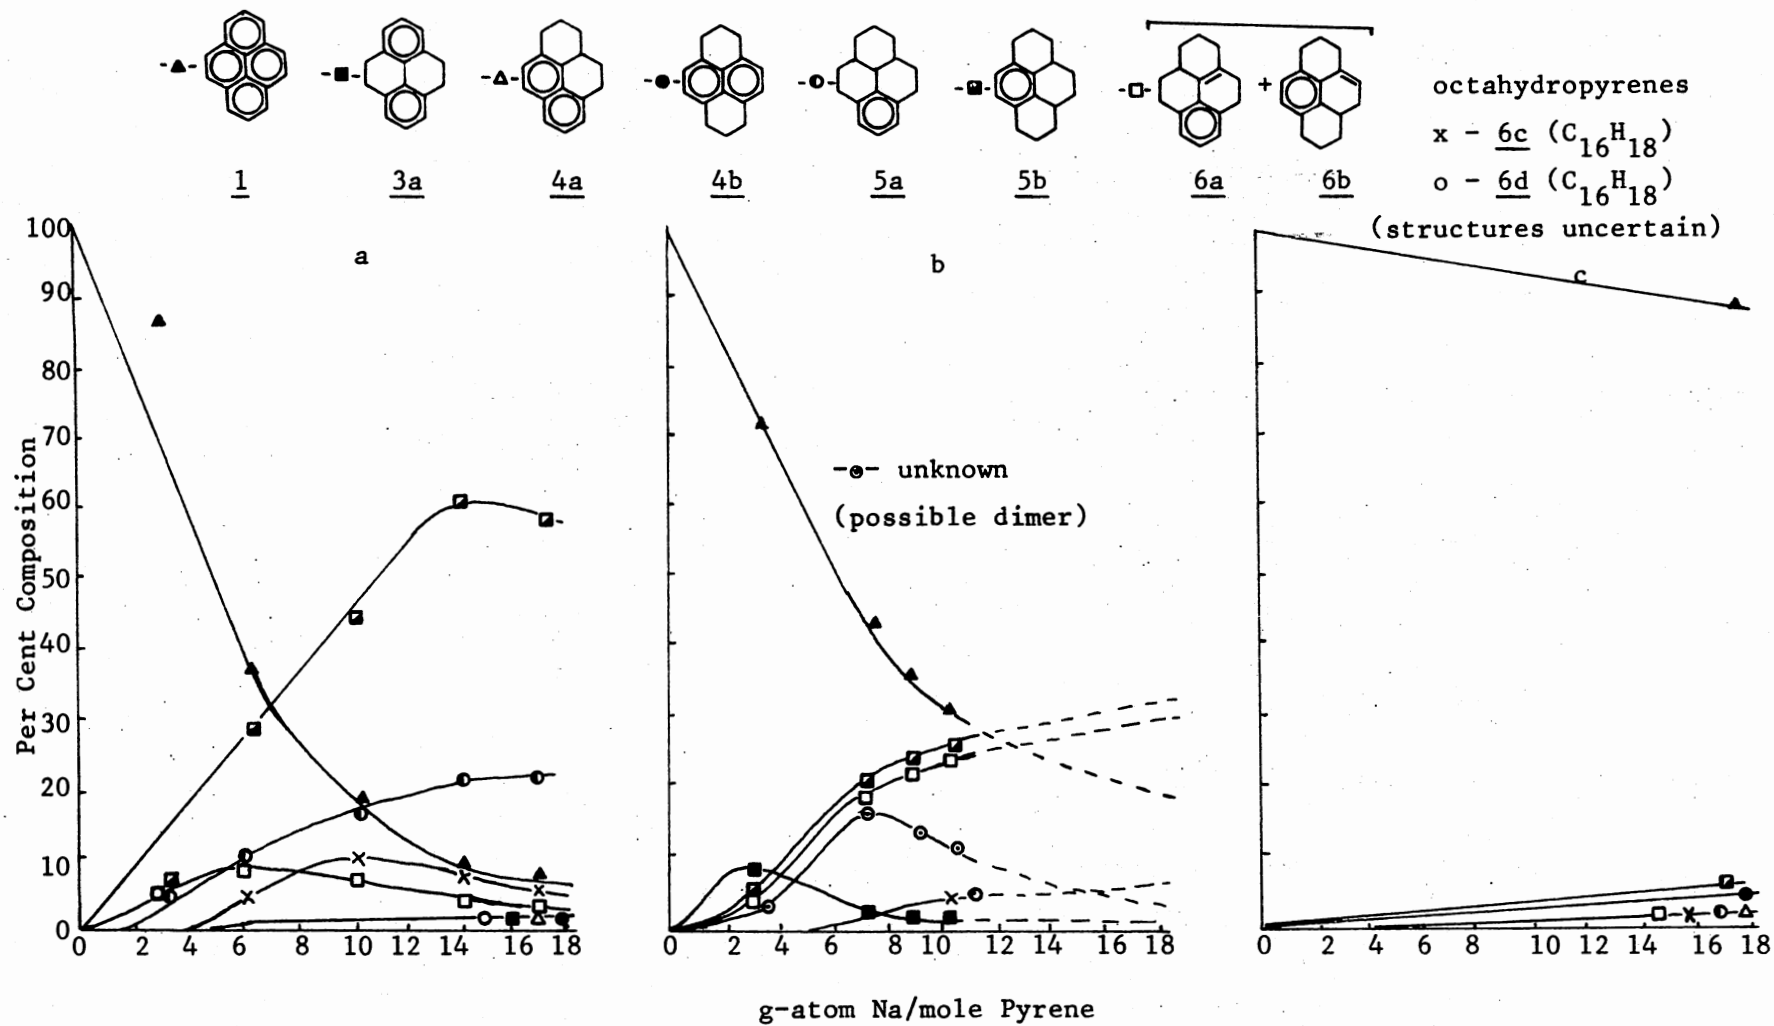 1 3a 4a 4b 5a 5b 6a + 6b
octahydropyrenes
x - 6c (C16H18)
o - 6d (C16H18)
(structures uncertain)
a
b
c
-⊙- unknown
(possible dimer)
Per Cent Composition
100
90
80
70
60
50
40
30
20
10
0
0 2 4 6 8 10 12 14 16 18
0 2 4 6 8 10 12 14 16 18
0 2 4 6 8 10 12 14 16 18
g-atom Na/mole Pyrene